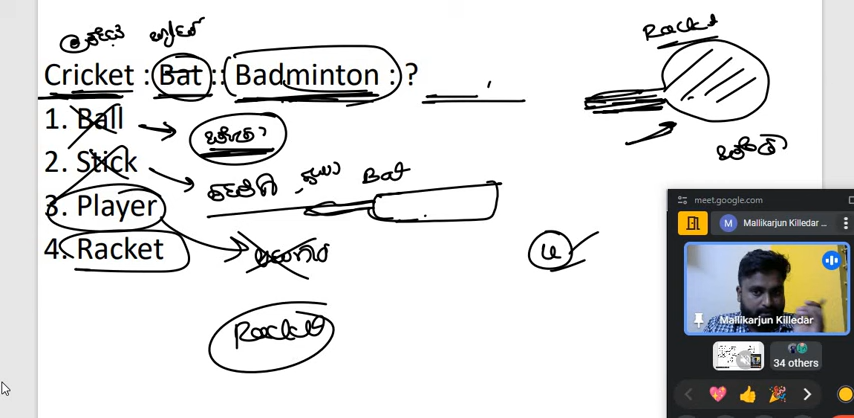 ಕ್ರಿಕೆಟ್ ಬ್ಯಾಟ್
Cricket : Bat :: Badminton : ?
1. Ball
2. Stick
3. Player
4. Racket
Bat
Racket
Racket
4
meet.google.com
M Mallikarjun Killedar ...
Mallikarjun Killedar
34 others